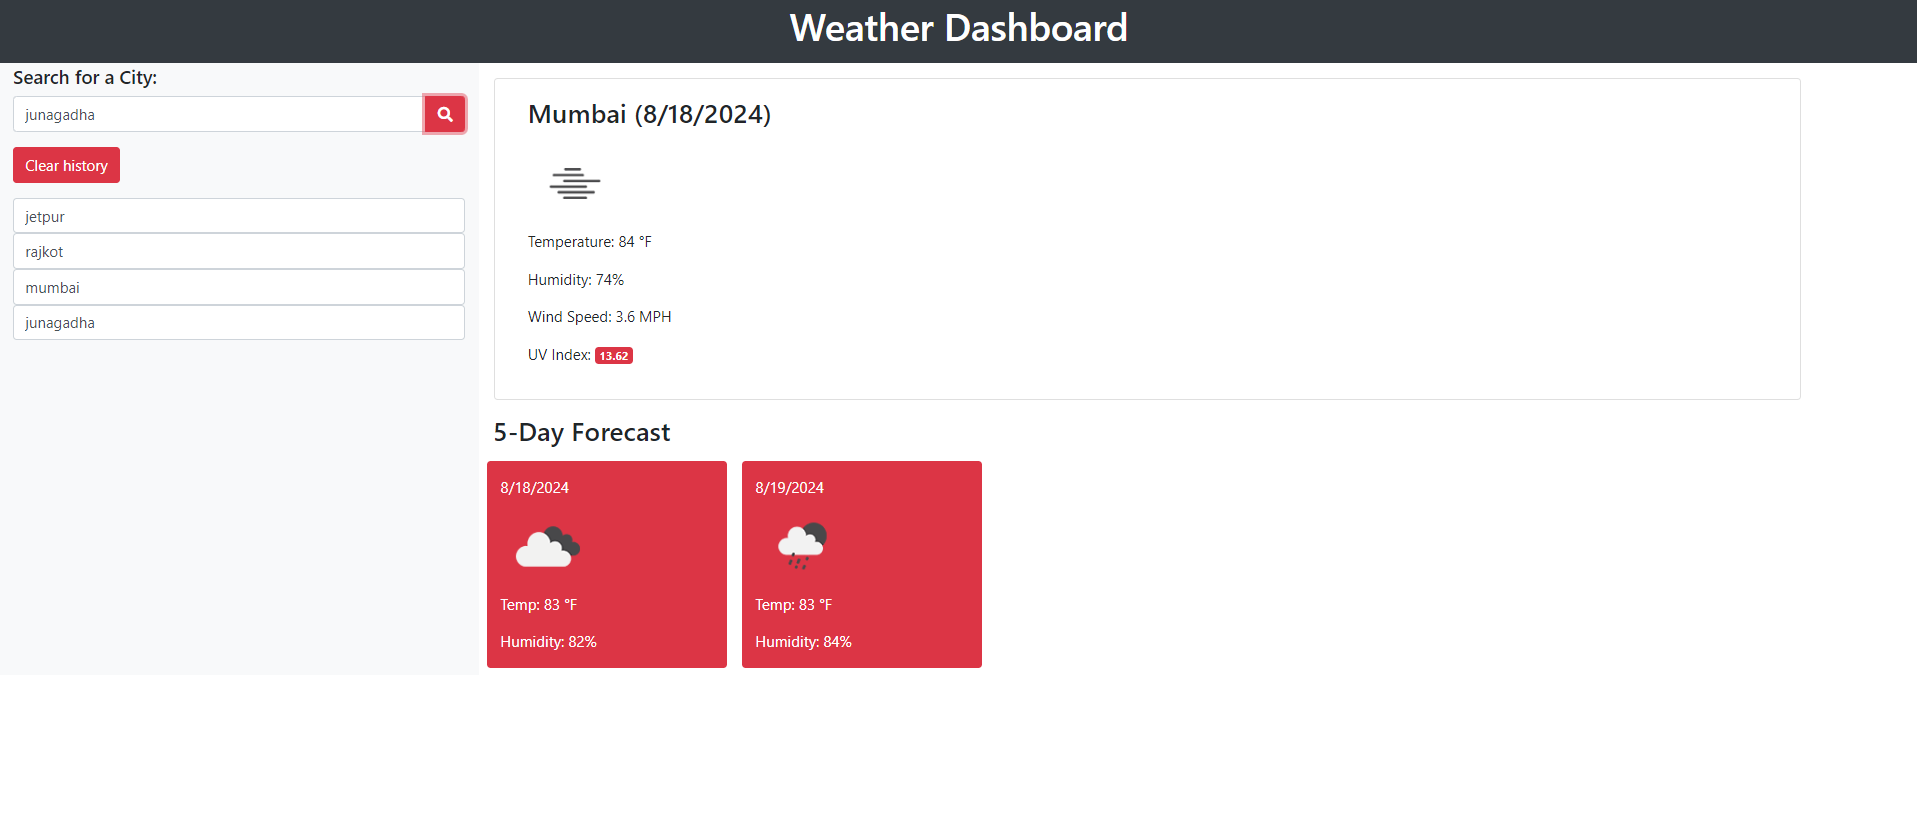 Weather Dashboard
Search for a City:
junagadha
Clear history
jetpur
rajkot
mumbai
junagadha
Mumbai (8/18/2024)
Temperature: 84 °F
Humidity: 74%
Wind Speed: 3.6 MPH
UV Index: 13.62
5-Day Forecast
8/18/2024
Temp: 83 °F
Humidity: 82%
8/19/2024
Temp: 83 °F
Humidity: 84%